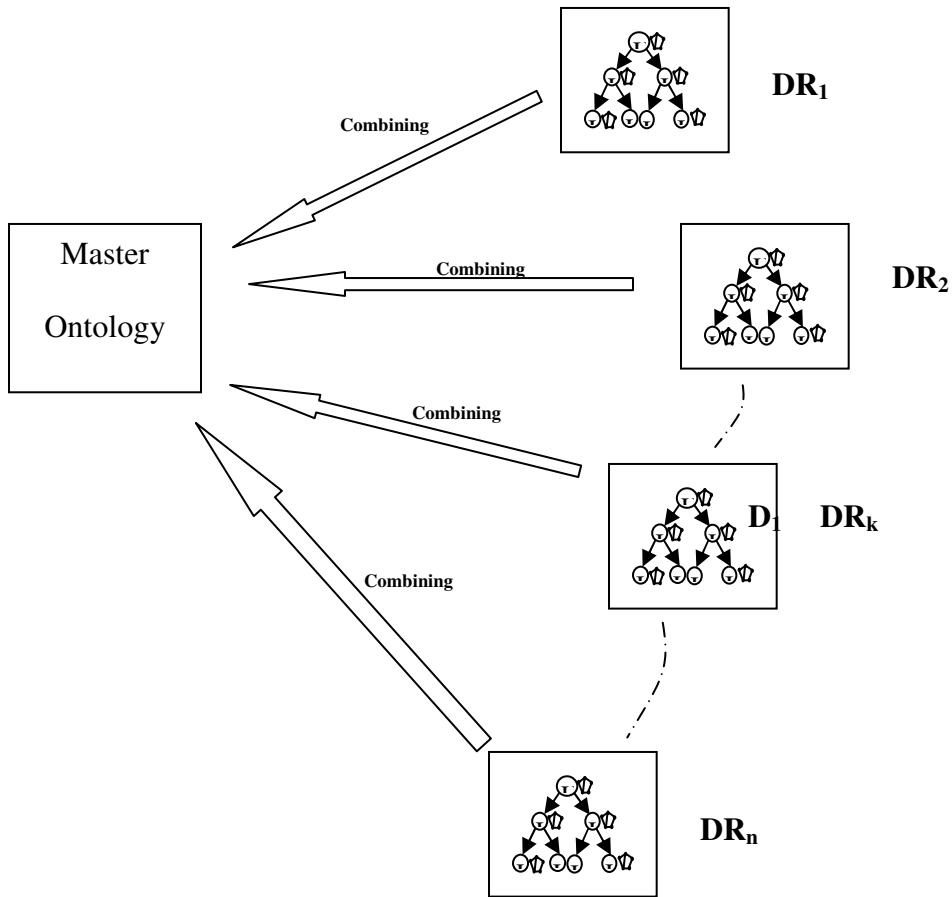 DR₁
Combining
Master
Ontology
Combining
DR₂
Combining
D₁ DRₖ
Combining
DRₙ